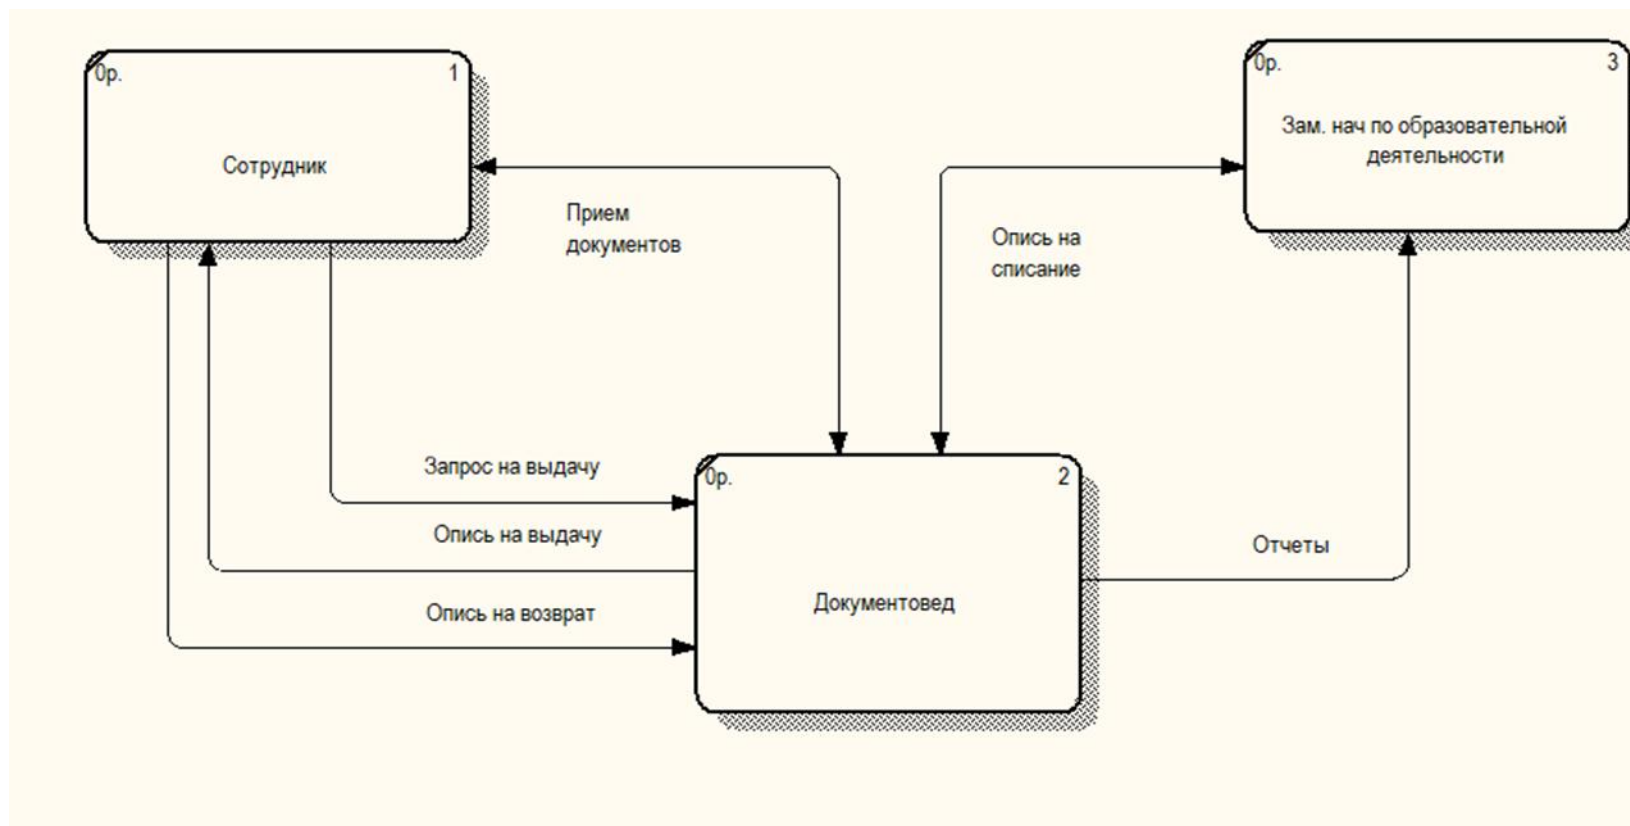 0р.
1
Сотрудник
0р.
3
Зам. нач по образовательной
деятельности
Прием
документов
Опись на
списание
Запрос на выдачу
Опись на выдачу
Опись на возврат
0р.
2
Документовед
Отчеты